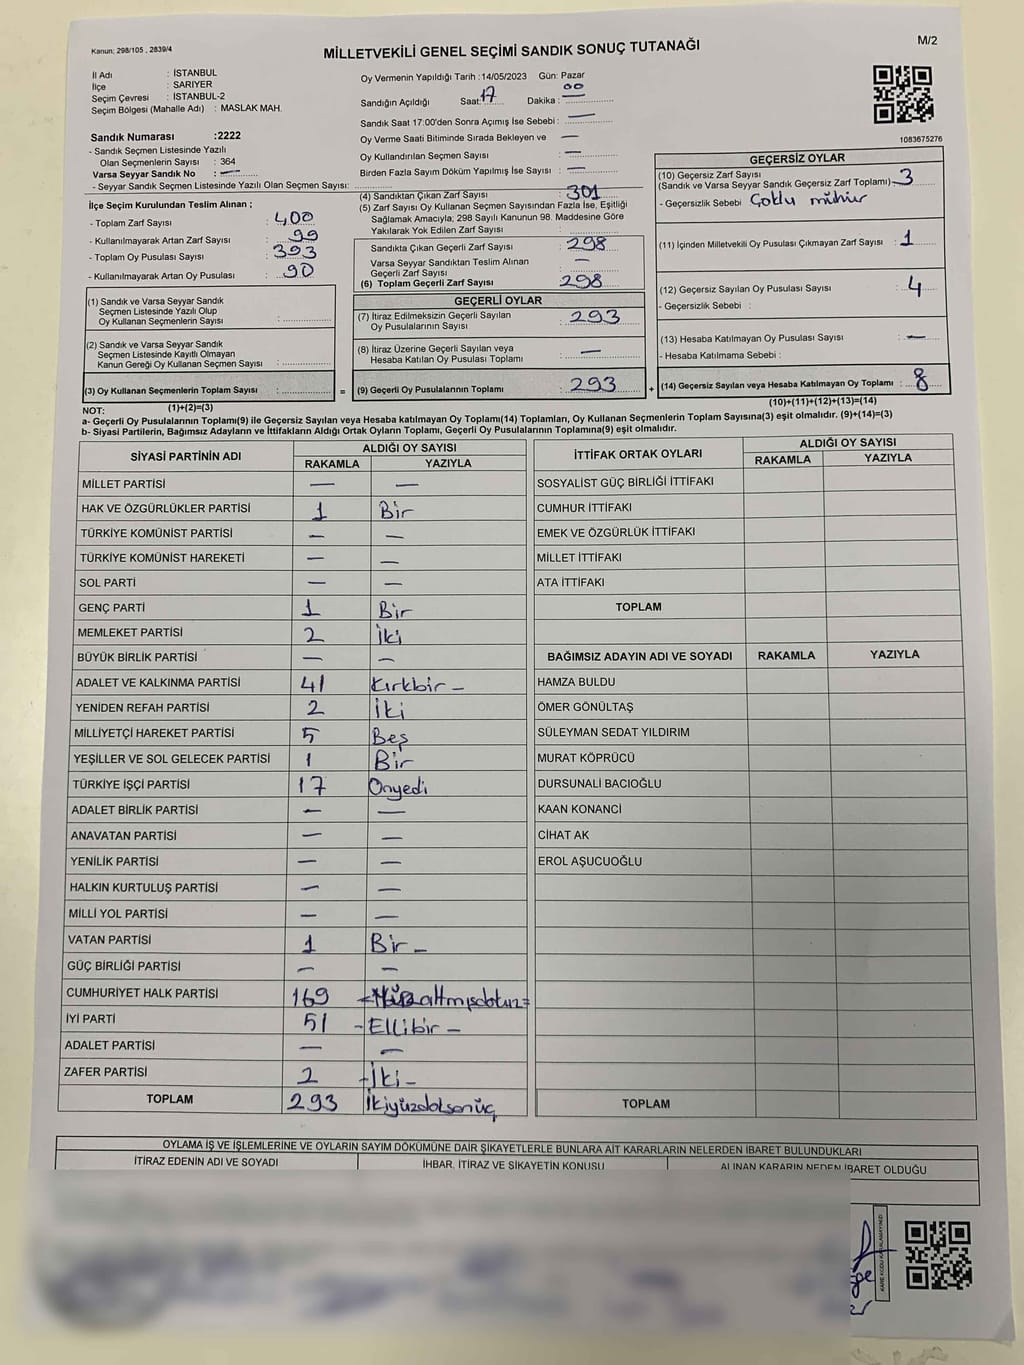 Kanun: 298/105 , 2839/4
MİLLETVEKİLİ GENEL SEÇİMİ SANDIK SONUÇ TUTANAĞI
M/2
İl Adı : İSTANBUL
İlçe : SARIYER
Seçim Çevresi : İSTANBUL-2
Seçim Bölgesi (Mahalle Adı) : MASLAK MAH.
Sandık Numarası :2222
- Sandık Seçmen Listesinde Yazılı
Olan Seçmenlerin Sayısı : 364
Varsa Seyyar Sandık No : —
- Seyyar Sandık Seçmen Listesinde Yazılı Olan Seçmen Sayısı:
İlçe Seçim Kurulundan Teslim Alınan ;
- Toplam Zarf Sayısı : 400
- Kullanılmayarak Artan Zarf Sayısı : 99
- Toplam Oy Pusulası Sayısı : 393
- Kullanılmayarak Artan Oy Pusulası : 90
(1) Sandık ve Varsa Seyyar Sandık
Seçmen Listesinde Yazılı Olup
Oy Kullanan Seçmenlerin Sayısı :
(2) Sandık ve Varsa Seyyar Sandık
Seçmen Listesinde Kayıtlı Olmayan
Kanun Gereği Oy Kullanan Seçmen Sayısı :
(3) Oy Kullanan Seçmenlerin Toplam Sayısı : =
(1)+(2)=(3)
Oy Vermenin Yapıldığı Tarih :14/05/2023 Gün: Pazar
Sandığın Açıldığı Saat: 17 Dakika : 00
Sandık Saat 17:00'den Sonra Açımış İse Sebebi : —
Oy Verme Saati Bitiminde Sırada Bekleyen ve —
Oy Kullandırılan Seçmen Sayısı : —
Birden Fazla Sayım Döküm Yapılmış İse Sayısı : —
(4) Sandıktan Çıkan Zarf Sayısı : 301
(5) Zarf Sayısı Oy Kullanan Seçmen Sayısından Fazla İse, Eşitliği
Sağlamak Amacıyla; 298 Sayılı Kanunun 98. Maddesine Göre
Yakılarak Yok Edilen Zarf Sayısı :
Sandıkta Çıkan Geçerli Zarf Sayısı : 298
Varsa Seyyar Sandıktan Teslim Alınan
Geçerli Zarf Sayısı : —
(6) Toplam Geçerli Zarf Sayısı : 298
GEÇERLİ OYLAR
(7) İtiraz Edilmeksizin Geçerli Sayılan
Oy Pusulalarının Sayısı : 293
(8) İtiraz Üzerine Geçerli Sayılan veya
Hesaba Katılan Oy Pusulası Toplamı : —
(9) Geçerli Oy Pusulalarının Toplamı : 293 +
1083675276
GEÇERSİZ OYLAR
(10) Geçersiz Zarf Sayısı
(Sandık ve Varsa Seyyar Sandık Geçersiz Zarf Toplamı) : 3
- Geçersizlik Sebebi : Çoklu mühür
(11) İçinden Milletvekili Oy Pusulası Çıkmayan Zarf Sayısı : 1
(12) Geçersiz Sayılan Oy Pusulası Sayısı : 4
- Geçersizlik Sebebi :
(13) Hesaba Katılmayan Oy Pusulası Sayısı : —
- Hesaba Katılmama Sebebi :
(14) Geçersiz Sayılan veya Hesaba Katılmayan Oy Toplamı : 8
(10)+(11)+(12)+(13)=(14)
NOT:
a- Geçerli Oy Pusulalarının Toplamı(9) ile Geçersiz Sayılan veya Hesaba katılmayan Oy Toplamı(14) Toplamları, Oy Kullanan Seçmenlerin Toplam Sayısına(3) eşit olmalıdır. (9)+(14)=(3)
b- Siyasi Partilerin, Bağımsız Adayların ve İttifakların Aldığı Ortak Oyların Toplamı, Geçerli Oy Pusulalarının Toplamına(9) eşit olmalıdır.
SİYASİ PARTİNİN ADI ALDIĞI OY SAYISI
RAKAMLA YAZIYLA
MİLLET PARTİSİ — —
HAK VE ÖZGÜRLÜKLER PARTİSİ 1 Bir
TÜRKİYE KOMÜNİST PARTİSİ — —
TÜRKİYE KOMÜNİST HAREKETİ — —
SOL PARTİ — —
GENÇ PARTİ 1 Bir
MEMLEKET PARTİSİ 2 İki
BÜYÜK BİRLİK PARTİSİ — —
ADALET VE KALKINMA PARTİSİ 41 Kırkbir —
YENİDEN REFAH PARTİSİ 2 İki
MİLLİYETÇİ HAREKET PARTİSİ 5 Beş
YEŞİLLER VE SOL GELECEK PARTİSİ 1 Bir
TÜRKİYE İŞÇİ PARTİSİ 17 Onyedi
ADALET BİRLİK PARTİSİ — —
ANAVATAN PARTİSİ — —
YENİLİK PARTİSİ — —
HALKIN KURTULUŞ PARTİSİ — —
MİLLİ YOL PARTİSİ — —
VATAN PARTİSİ 1 Bir —
GÜÇ BİRLİĞİ PARTİSİ — —
CUMHURİYET HALK PARTİSİ 169
İYİ PARTİ 51 - Ellibir —
ADALET PARTİSİ — —
ZAFER PARTİSİ 2 - İki -
TOPLAM 293 İkiyüzdoksanüç
İTTİFAK ORTAK OYLARI ALDIĞI OY SAYISI
RAKAMLA YAZIYLA
SOSYALİST GÜÇ BİRLİĞİ İTTİFAKI
CUMHUR İTTİFAKI
EMEK VE ÖZGÜRLÜK İTTİFAKI
MİLLET İTTİFAKI
ATA İTTİFAKI
TOPLAM
BAĞIMSIZ ADAYIN ADI VE SOYADI RAKAMLA YAZIYLA
HAMZA BULDU
ÖMER GÖNÜLTAŞ
SÜLEYMAN SEDAT YILDIRIM
MURAT KÖPRÜCÜ
DURSUNALİ BACIOĞLU
KAAN KONANCİ
CİHAT AK
EROL AŞUCUOĞLU
TOPLAM
OYLAMA İŞ VE İŞLEMLERİNE VE OYLARIN SAYIM DÖKÜMÜNE DAİR ŞİKAYETLERLE BUNLARA AİT KARARLARIN NELERDEN İBARET BULUNDUKLARI
İTİRAZ EDENİN ADI VE SOYADI İHBAR, İTİRAZ VE ŞİKAYETİN KONUSU ALINAN KARARIN NEDEN İBARET OLDUĞU